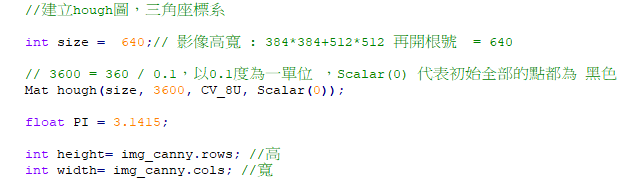 //建立hough圖，三角座標系
int size =  640;// 影像高寬 : 384*384+512*512 再開根號  = 640
// 3600 = 360 / 0.1，以0.1度為一單位 ，Scalar(0) 代表初始全部的點都為 黑色
Mat hough(size, 3600, CV_8U, Scalar(0));
float PI = 3.1415;
int height= img_canny.rows; //高
int width= img_canny.cols; //寬